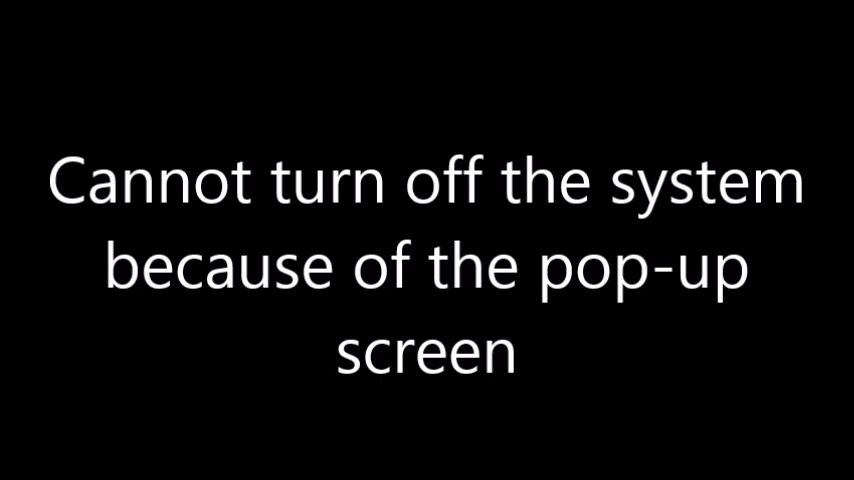 Cannot turn off the system
because of the pop-up
screen